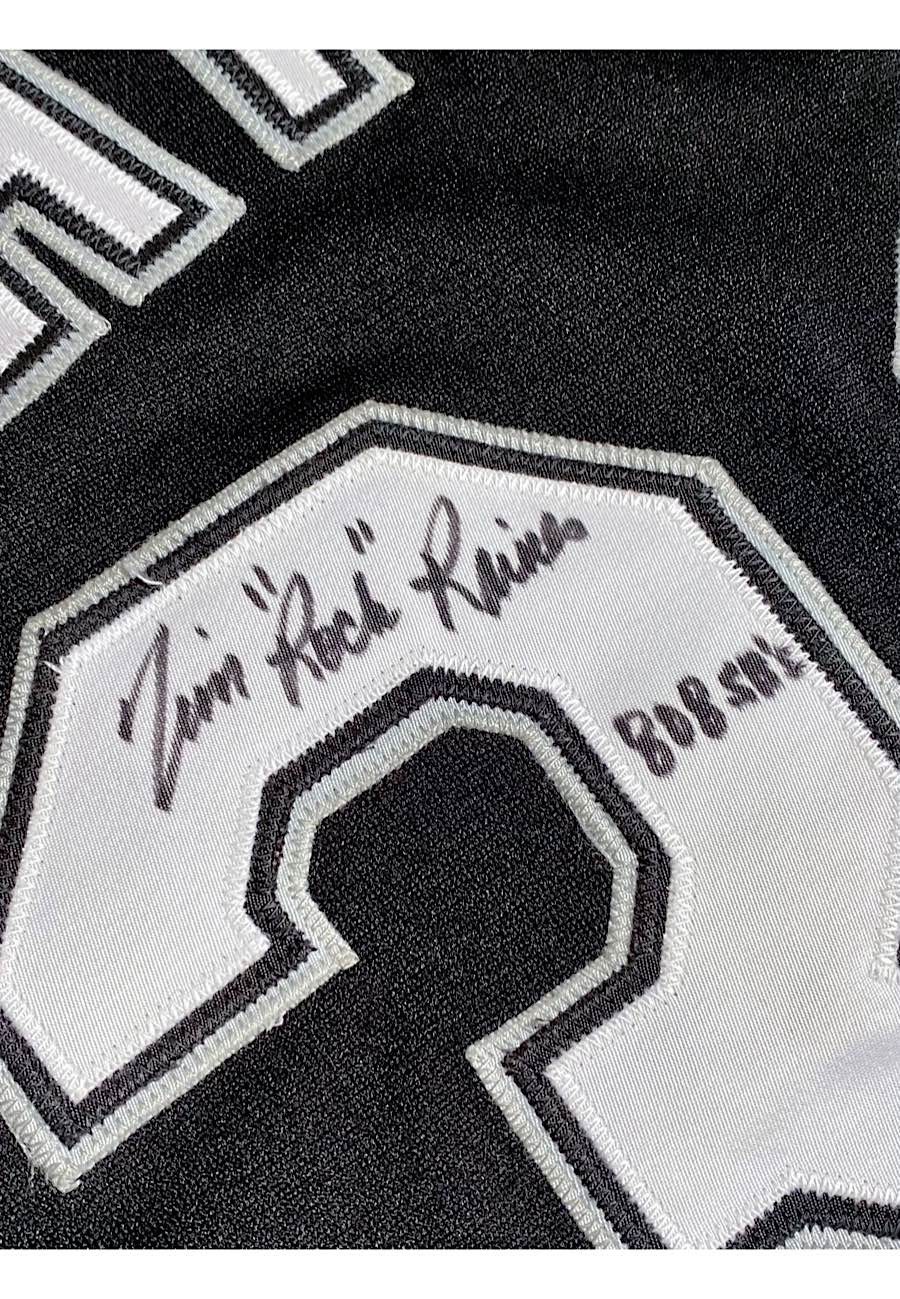 Tim "Rock" Raines
808 SB's